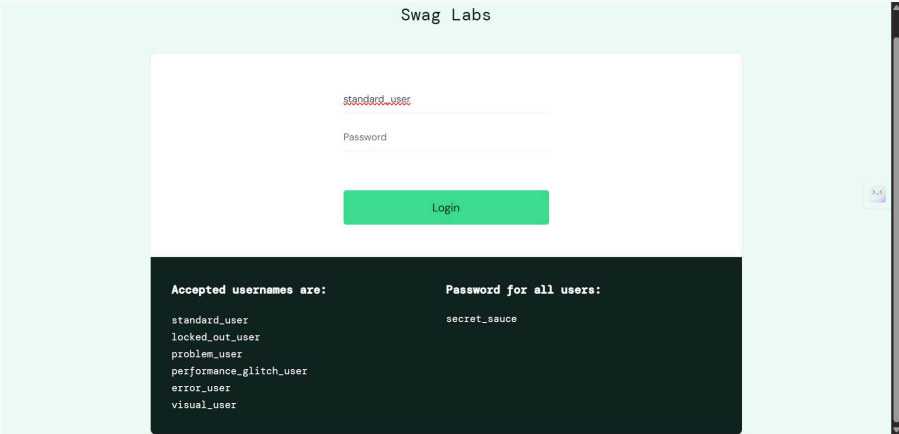 Swag Labs
standard_user
Password
Login
Accepted usernames are:
standard_user
locked_out_user
problem_user
performance_glitch_user
error_user
visual_user
Password for all users:
secret_sauce